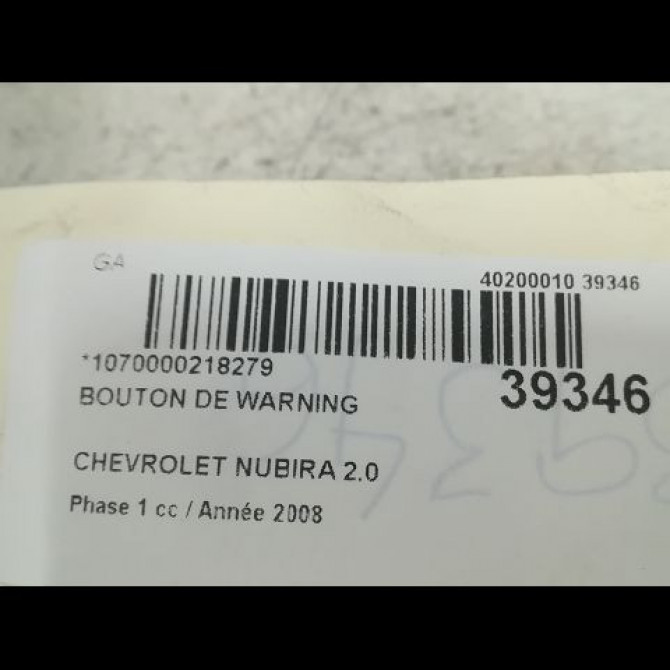 GA
40200010 39346
*1070000218279
39346
BOUTON DE WARNING
CHEVROLET NUBIRA 2.0
Phase 1 cc / Année 2008